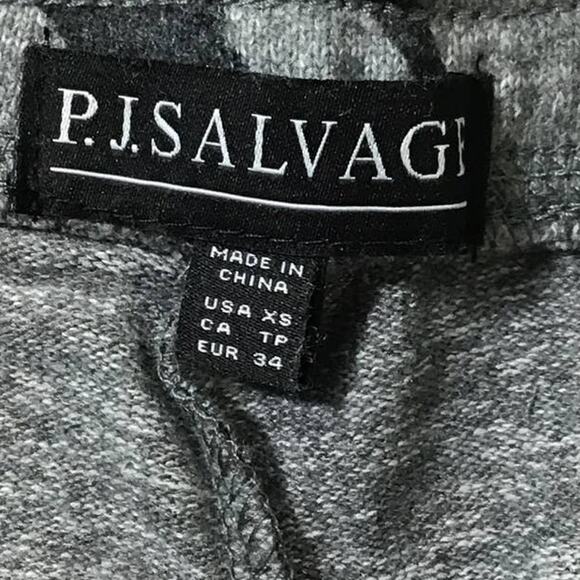 P.J.SALVAGE
MADE IN
CHINA
USA XS
CA TP
EUR 34